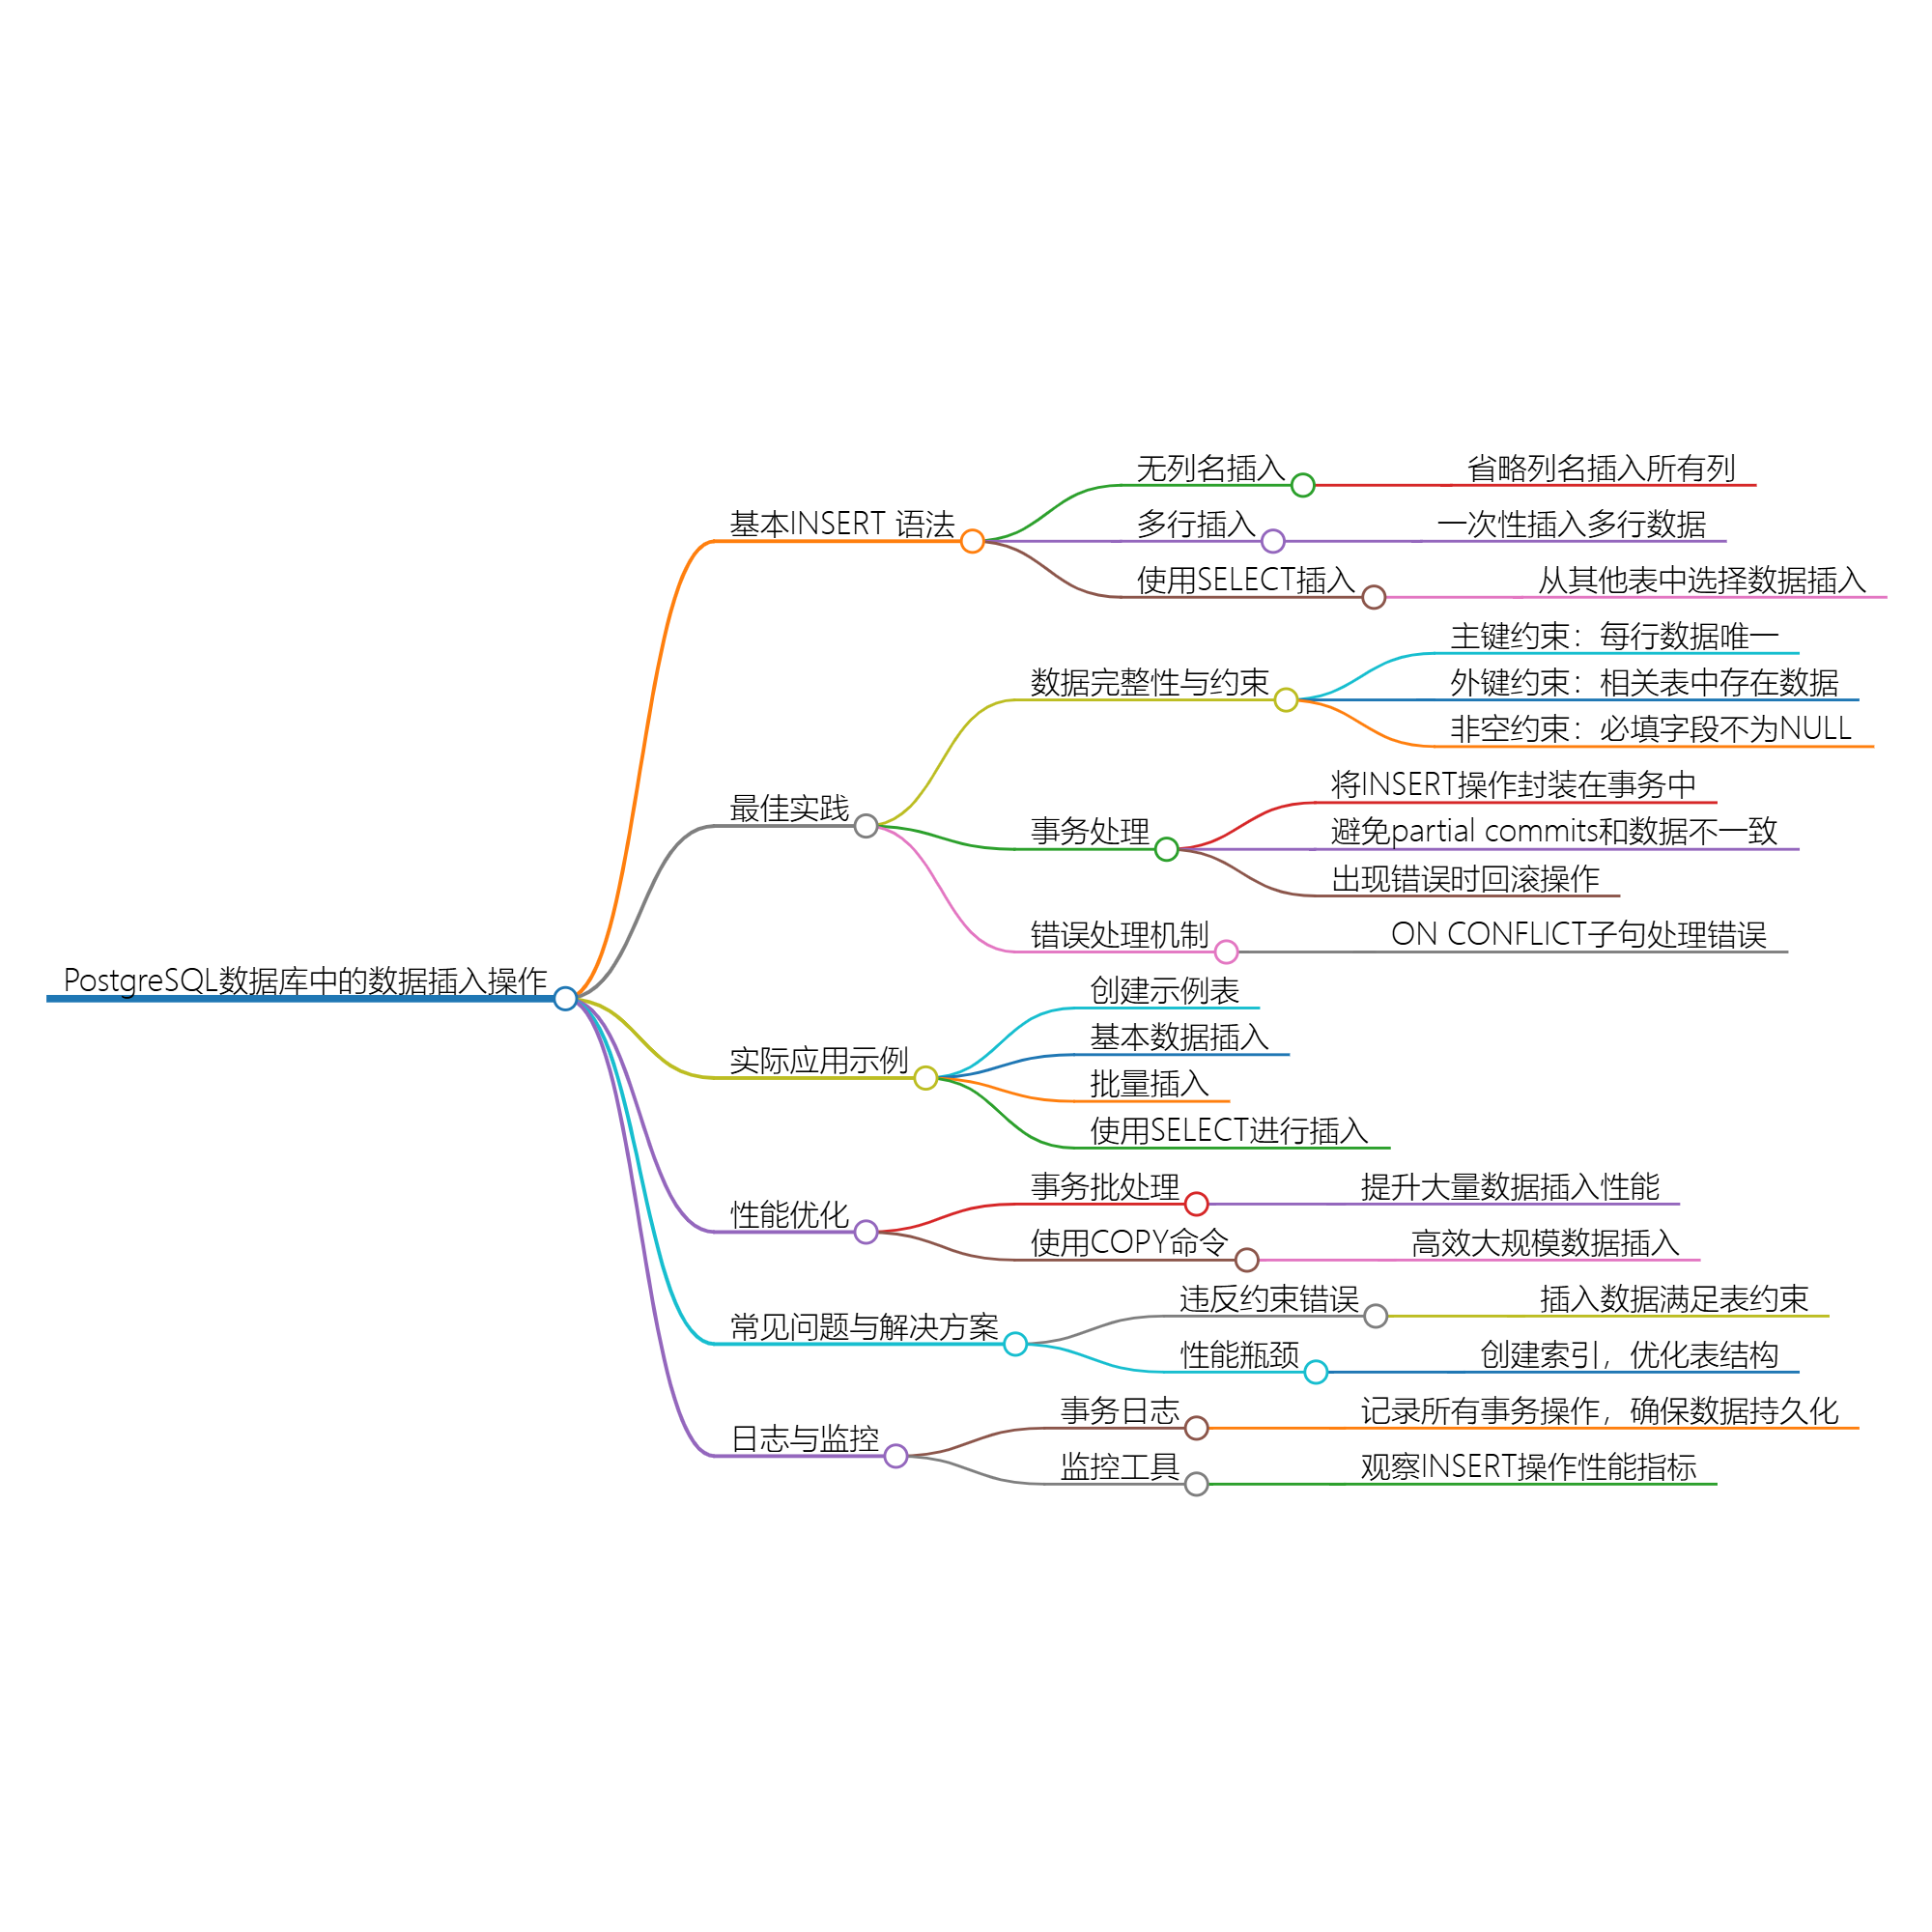 PostgreSQL数据库中的数据插入操作
基本INSERT 语法
无列名插入
省略列名插入所有列
多行插入
一次性插入多行数据
使用SELECT插入
从其他表中选择数据插入
最佳实践
数据完整性与约束
主键约束：每行数据唯一
外键约束：相关表中存在数据
非空约束：必填字段不为NULL
事务处理
将INSERT操作封装在事务中
避免partial commits和数据不一致
出现错误时回滚操作
错误处理机制
ON CONFLICT子句处理错误
实际应用示例
创建示例表
基本数据插入
批量插入
使用SELECT进行插入
性能优化
事务批处理
提升大量数据插入性能
使用COPY命令
高效大规模数据插入
常见问题与解决方案
违反约束错误
插入数据满足表约束
性能瓶颈
创建索引，优化表结构
日志与监控
事务日志
记录所有事务操作，确保数据持久化
监控工具
观察INSERT操作性能指标